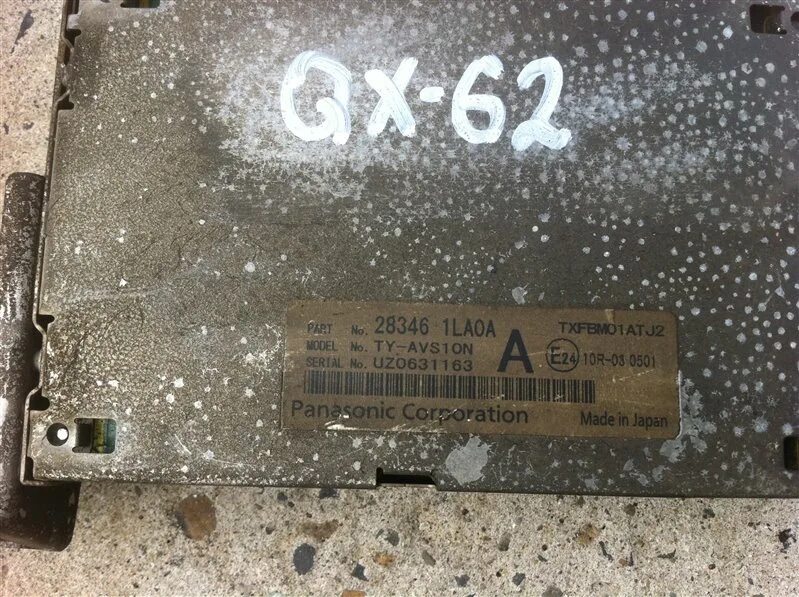 QX-62
PART No. 28346 1LA0A TXFBM01ATJ2
MODEL No. TY-AVS10N A E24 10R-03 0501
SERIAL No. UZ0631163
Panasonic Corporation Made in Japan